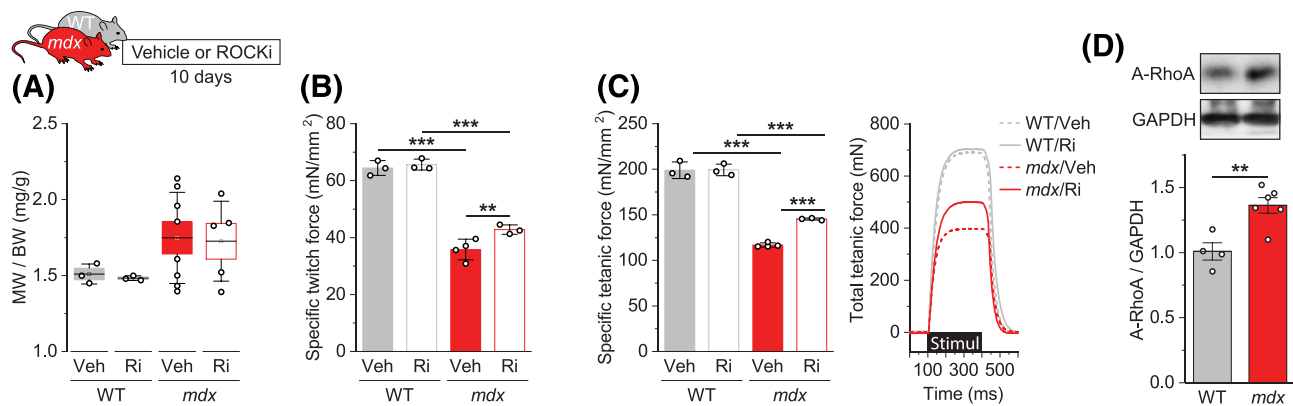 WT
mdx
Vehicle or ROCKi
10 days
(A)
MW / BW (mg/g)
2.5
2.0
1.5
1.0
Veh Ri Veh Ri
WT mdx
(B)
Specific twitch force (mN/mm²)
80
60
40
20
0
***
***
**
Veh Ri Veh Ri
WT mdx
(C)
Specific tetanic force (mN/mm²)
250
200
150
100
50
0
***
***
***
Veh Ri Veh Ri
WT mdx
Total tetanic force (mN)
800
600
400
200
0
WT/Veh
WT/Ri
mdx/Veh
mdx/Ri
Stimul
100 300 500
Time (ms)
(D)
A-RhoA
GAPDH
A-RhoA / GAPDH
1.5
1.0
0.5
0.0
**
WT mdx